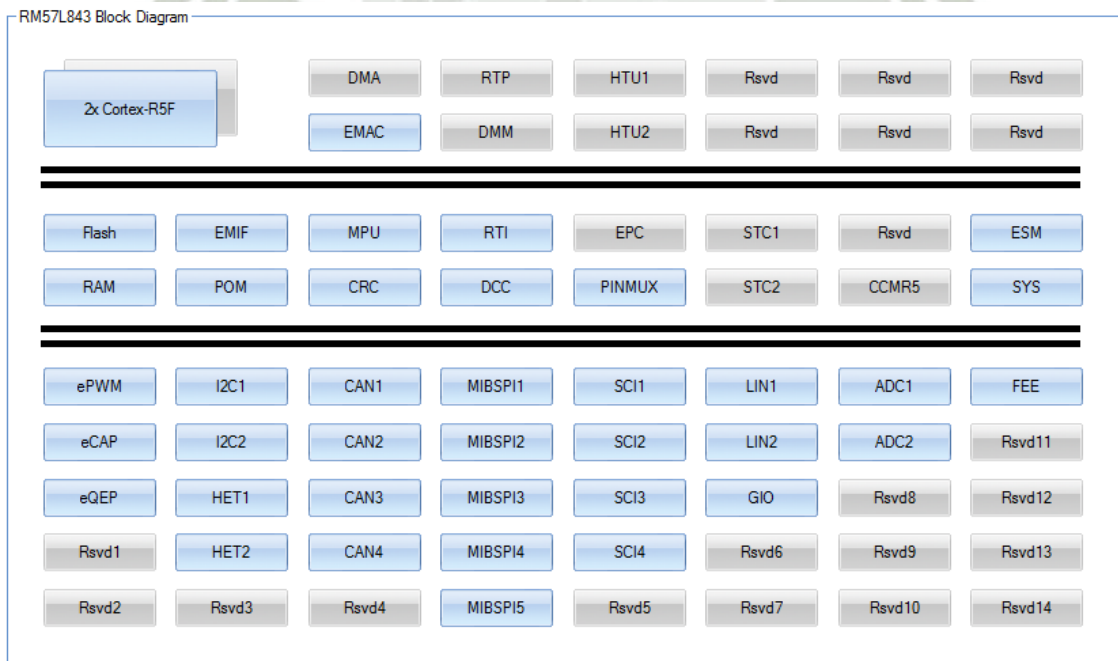 RM57L843 Block Diagram
DMA RTP HTU1 Rsvd Rsvd Rsvd
2x Cortex-R5F
EMAC DMM HTU2 Rsvd Rsvd Rsvd
Flash EMIF MPU RTI EPC STC1 Rsvd ESM
RAM POM CRC DCC PINMUX STC2 CCMR5 SYS
ePWM I2C1 CAN1 MIBSPI1 SCI1 LIN1 ADC1 FEE
eCAP I2C2 CAN2 MIBSPI2 SCI2 LIN2 ADC2 Rsvd11
eQEP HET1 CAN3 MIBSPI3 SCI3 GIO Rsvd8 Rsvd12
Rsvd1 HET2 CAN4 MIBSPI4 SCI4 Rsvd6 Rsvd9 Rsvd13
Rsvd2 Rsvd3 Rsvd4 MIBSPI5 Rsvd5 Rsvd7 Rsvd10 Rsvd14